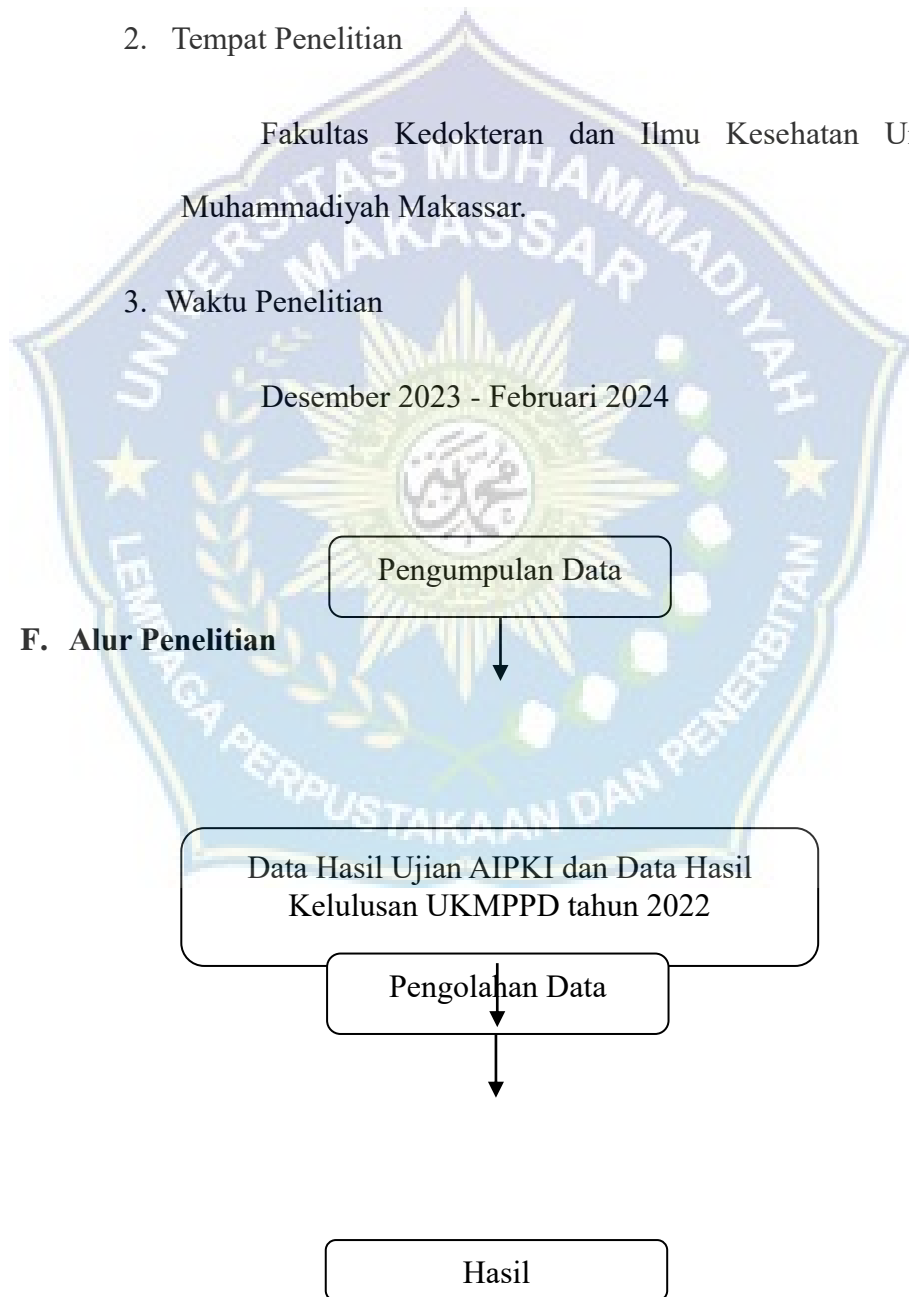 2. Tempat Penelitian
Fakultas Kedokteran dan Ilmu Kesehatan
Muhammadiyah Makassar.
3. Waktu Penelitian
Desember 2023 - Februari 2024
Pengumpulan Data
F. Alur Penelitian
Data Hasil Ujian AIPKI dan Data Hasil
Kelulusan UKMPPD tahun 2022
Pengolahan Data
Hasil
UNIVERSITAS MUHAMMADIYAH
MAKASSAR
LEMBAGA PERPUSTAKAAN DAN PENERBITAN